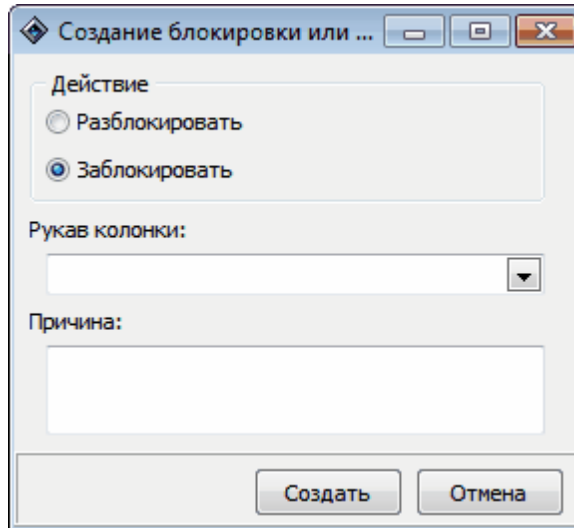 Создание блокировки или ...
Действие
Разблокировать
Заблокировать
Рукав колонки:
Причина:
Создать
Отмена